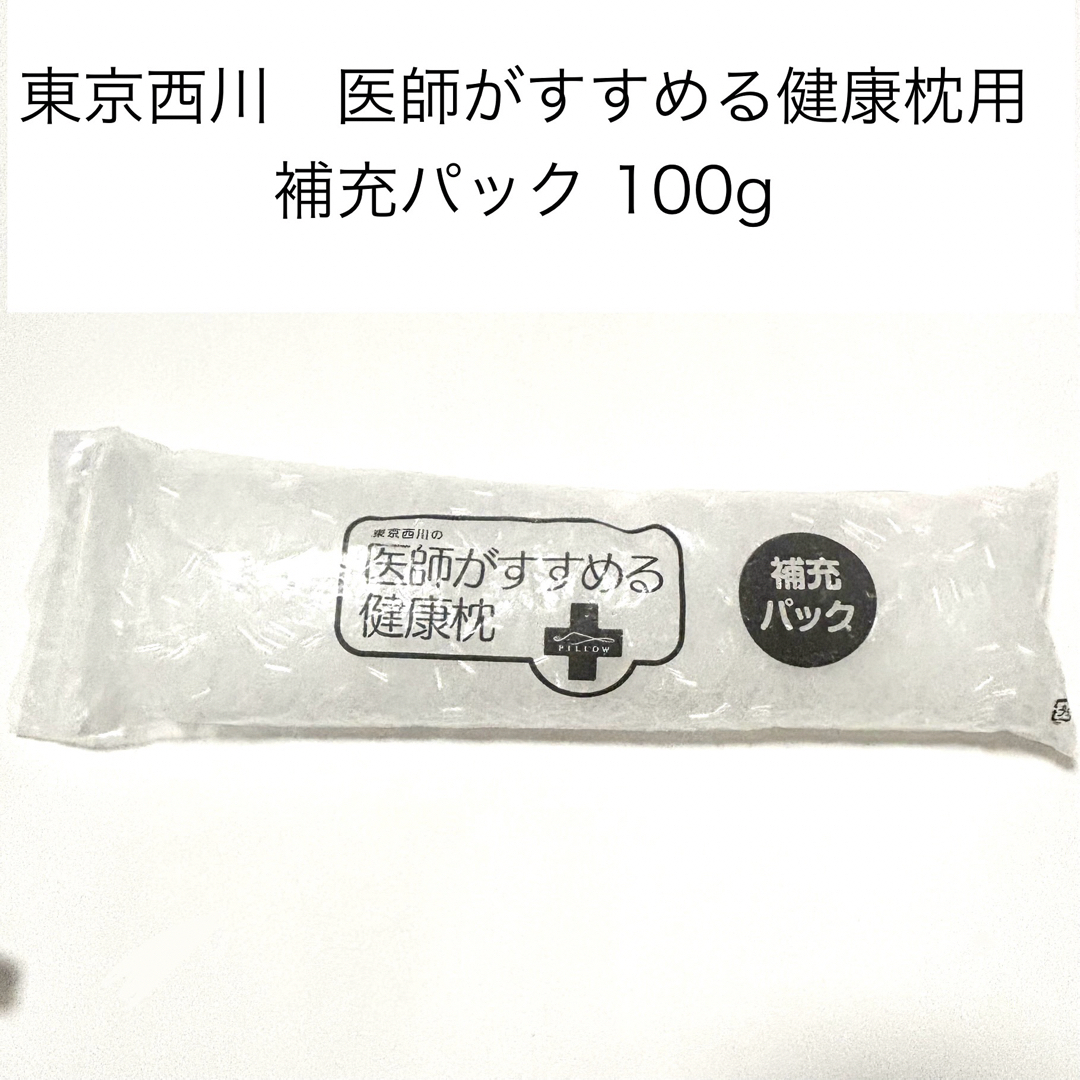 東京西川　医師がすすめる健康枕用
補充パック 100g
東京西川の
医師がすすめる
健康枕
PILLOW
補充
パック